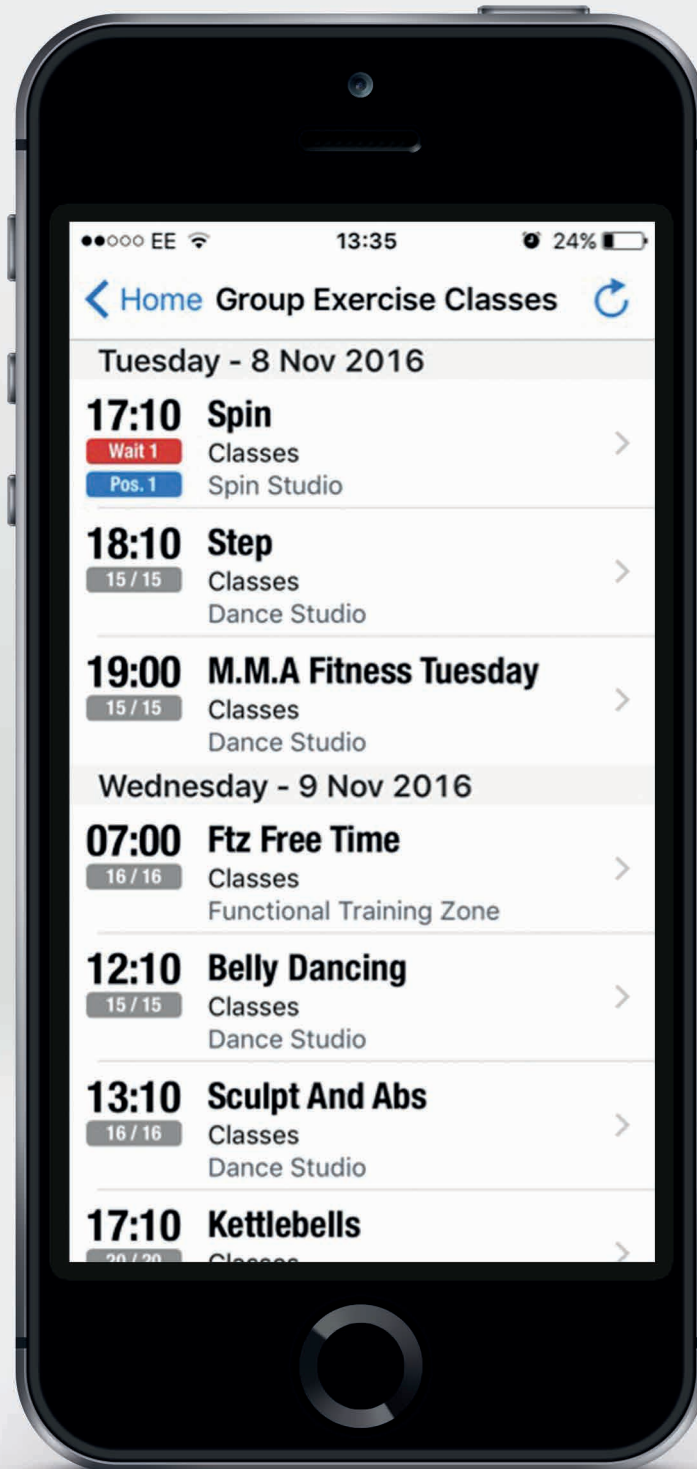 EE 13:35 24%
Home Group Exercise Classes
Tuesday - 8 Nov 2016
17:10 Spin
Wait 1 Classes
Pos. 1 Spin Studio
18:10 Step
15 / 15 Classes
Dance Studio
19:00 M.M.A Fitness Tuesday
15 / 15 Classes
Dance Studio
Wednesday - 9 Nov 2016
07:00 Ftz Free Time
16 / 16 Classes
Functional Training Zone
12:10 Belly Dancing
15 / 15 Classes
Dance Studio
13:10 Sculpt And Abs
16 / 16 Classes
Dance Studio
17:10 Kettlebells
20 / 20 Classes